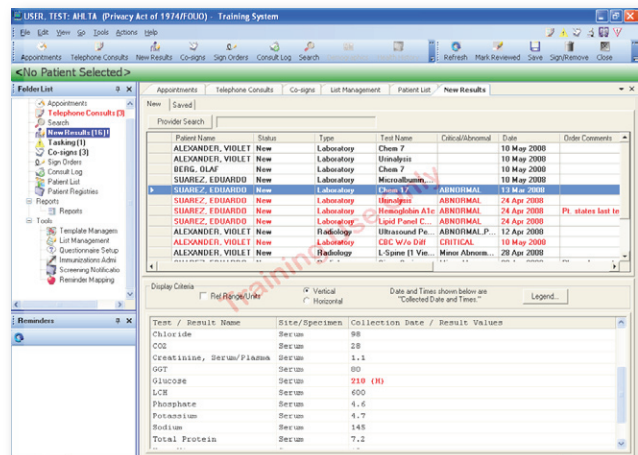 USER, TEST: AHLTA (Privacy Act of 1974/FOUO) - Training System
File Edit View Go Tools Actions Help
Appointments Telephone Consults New Results Co-signs Sign Orders Consult Log Search Refresh Mark Reviewed Save Sign/Remove Close
<No Patient Selected>
Folder List
Appointments
Telephone Consults (3)
Search
New Results [16]!
Tasking (1)
Co-signs (3)
Sign Orders
Consult Log
Patient List
Patient Registries
Reports
Reports
Tools
Template Managem
List Management
Questionnaire Setup
Immunizations Admi
Screening Notificatio
Reminder Mapping
Reminders
Appointments Telephone Consults Co-signs List Management Patient List New Results
New Saved
Provider Search
Patient Name Status Type Test Name Critical/Abnormal Date Order Comments
ALEXANDER, VIOLET New Laboratory Chem 7 10 May 2008
ALEXANDER, VIOLET New Laboratory Urinalysis 10 May 2008
BERG, OLAF New Laboratory Chem 7 10 May 2008
SUAREZ, EDUARDO New Laboratory Microalbumin,... 10 May 2008
SUAREZ, EDUARDO New Laboratory Chem 17 ABNORMAL 13 Mar 2008
SUAREZ, EDUARDO New Laboratory Urinalysis ABNORMAL 24 Apr 2008
SUAREZ, EDUARDO New Laboratory Hemoglobin A1c ABNORMAL 24 Apr 2008 Pt. states last te
SUAREZ, EDUARDO New Laboratory Lipid Panel C... ABNORMAL 24 Apr 2008
ALEXANDER, VIOLET New Radiology Ultrasound Pe... ABNORMAL,P... 12 Apr 2008
ALEXANDER, VIOLET New Laboratory CBC W/o Diff CRITICAL 10 May 2008
ALEXANDER, VIOLET New Radiology L-Spine (1 Vie... Minor Abnorm... 28 Apr 2008
Training Use Only
Display Criteria
Ref Range/Units
Vertical
Horizontal
Date and Times shown below are
"Collected Date and Times."
Legend...
Test / Result Name Site/Specimen Collection Date / Result Values
Chloride Serum 98
CO2 Serum 28
Creatinine, Serum/Plasma Serum 1.1
GGT Serum 80
Glucose Serum 210 (H)
LCH Serum 600
Phosphate Serum 4.6
Potassium Serum 4.7
Sodium Serum 145
Total Protein Serum 7.2